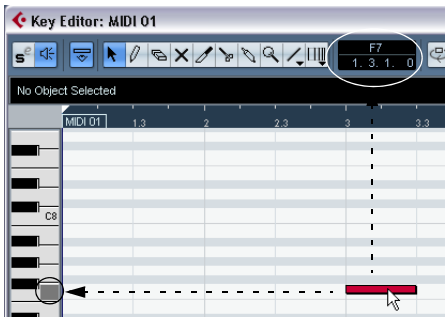 Key Editor: MIDI 01
s e
F7
1. 3. 1. 0
No Object Selected
MIDI 01 1.3 2 2.3 3 3.3
C8